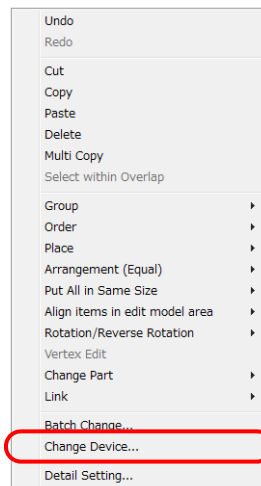 Undo
Redo
Cut
Copy
Paste
Delete
Multi Copy
Select within Overlap
Group
Order
Place
Arrangement (Equal)
Put All in Same Size
Align items in edit model area
Rotation/Reverse Rotation
Vertex Edit
Change Part
Link
Batch Change...
Change Device...
Detail Setting...